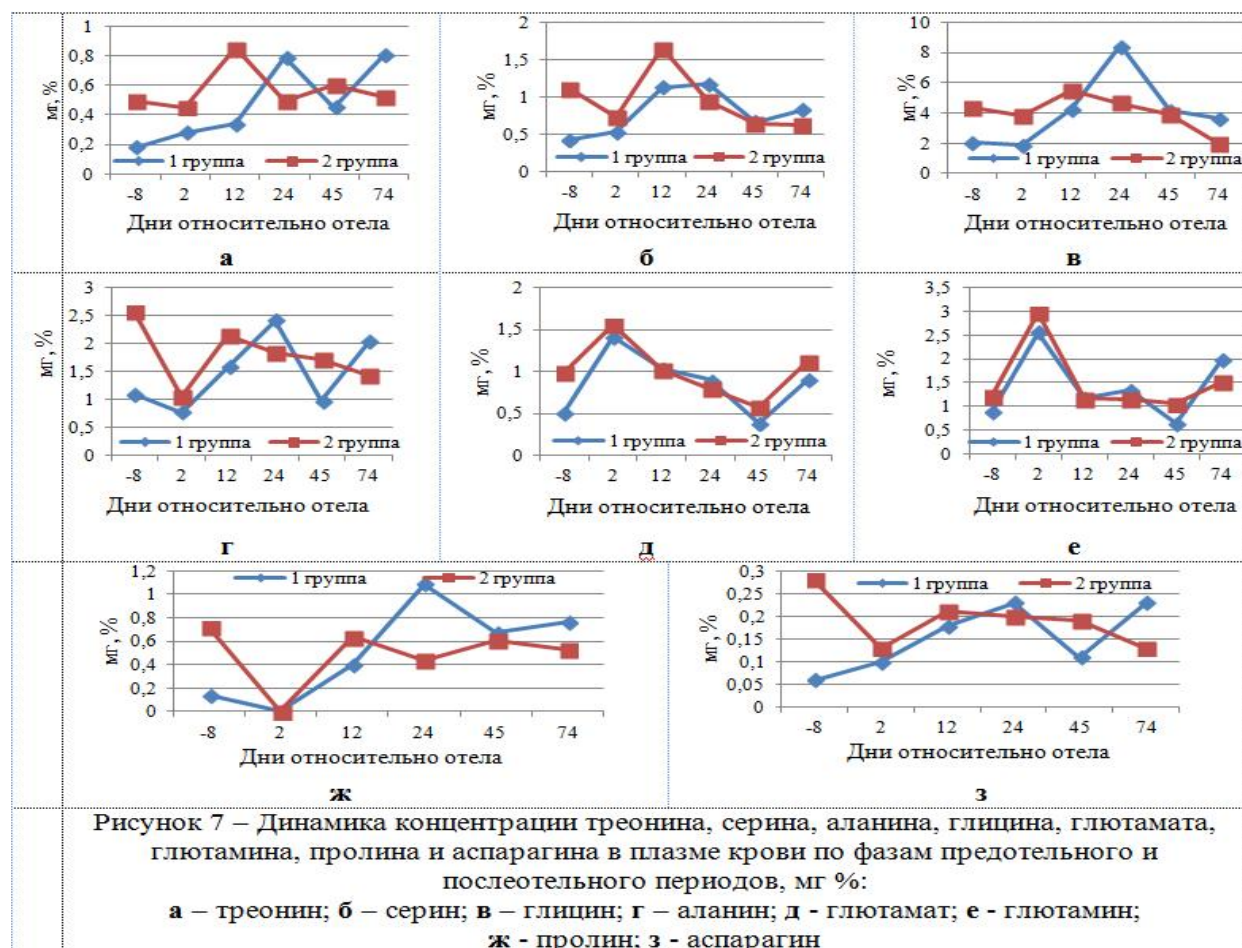 1
0,8
0,6
0,4
0,2
0
мг, %
1 группа 2 группа
-8 2 12 24 45 74
Дни относительно отела
а
2
1,5
1
0,5
0
мг, %
1 группа 2 группа
-8 2 12 24 45 74
Дни относительно отела
б
10
8
6
4
2
0
мг, %
1 группа 2 группа
-8 2 12 24 45 74
Дни относительно отела
в
3
2,5
2
1,5
1
0,5
0
мг, %
1 группа 2 группа
-8 2 12 24 45 74
Дни относительно отела
г
2
1,5
1
0,5
0
мг, %
1 группа 2 группа
-8 2 12 24 45 74
Дни относительно отела
д
3,5
3
2,5
2
1,5
1
0,5
0
мг, %
1 группа 2 группа
-8 2 12 24 45 74
Дни относительно отела
е
1,2
1
0,8
0,6
0,4
0,2
0
мг, %
1 группа 2 группа
-8 2 12 24 45 74
Дни относительно отела
ж
0,3
0,25
0,2
0,15
0,1
0,05
0
мг, %
1 группа 2 группа
-8 2 12 24 45 74
Дни относительно отела
з
Рисунок 7 – Динамика концентрации треонина, серина, аланина, глицина, глютамата,
глютамина, пролина и аспарагина в плазме крови по фазам предотельного и
послеотельного периодов, мг %:
а – треонин; б – серин; в – глицин; г – аланин; д - глютамат; е - глютамин;
ж - пролин; з - аспарагин